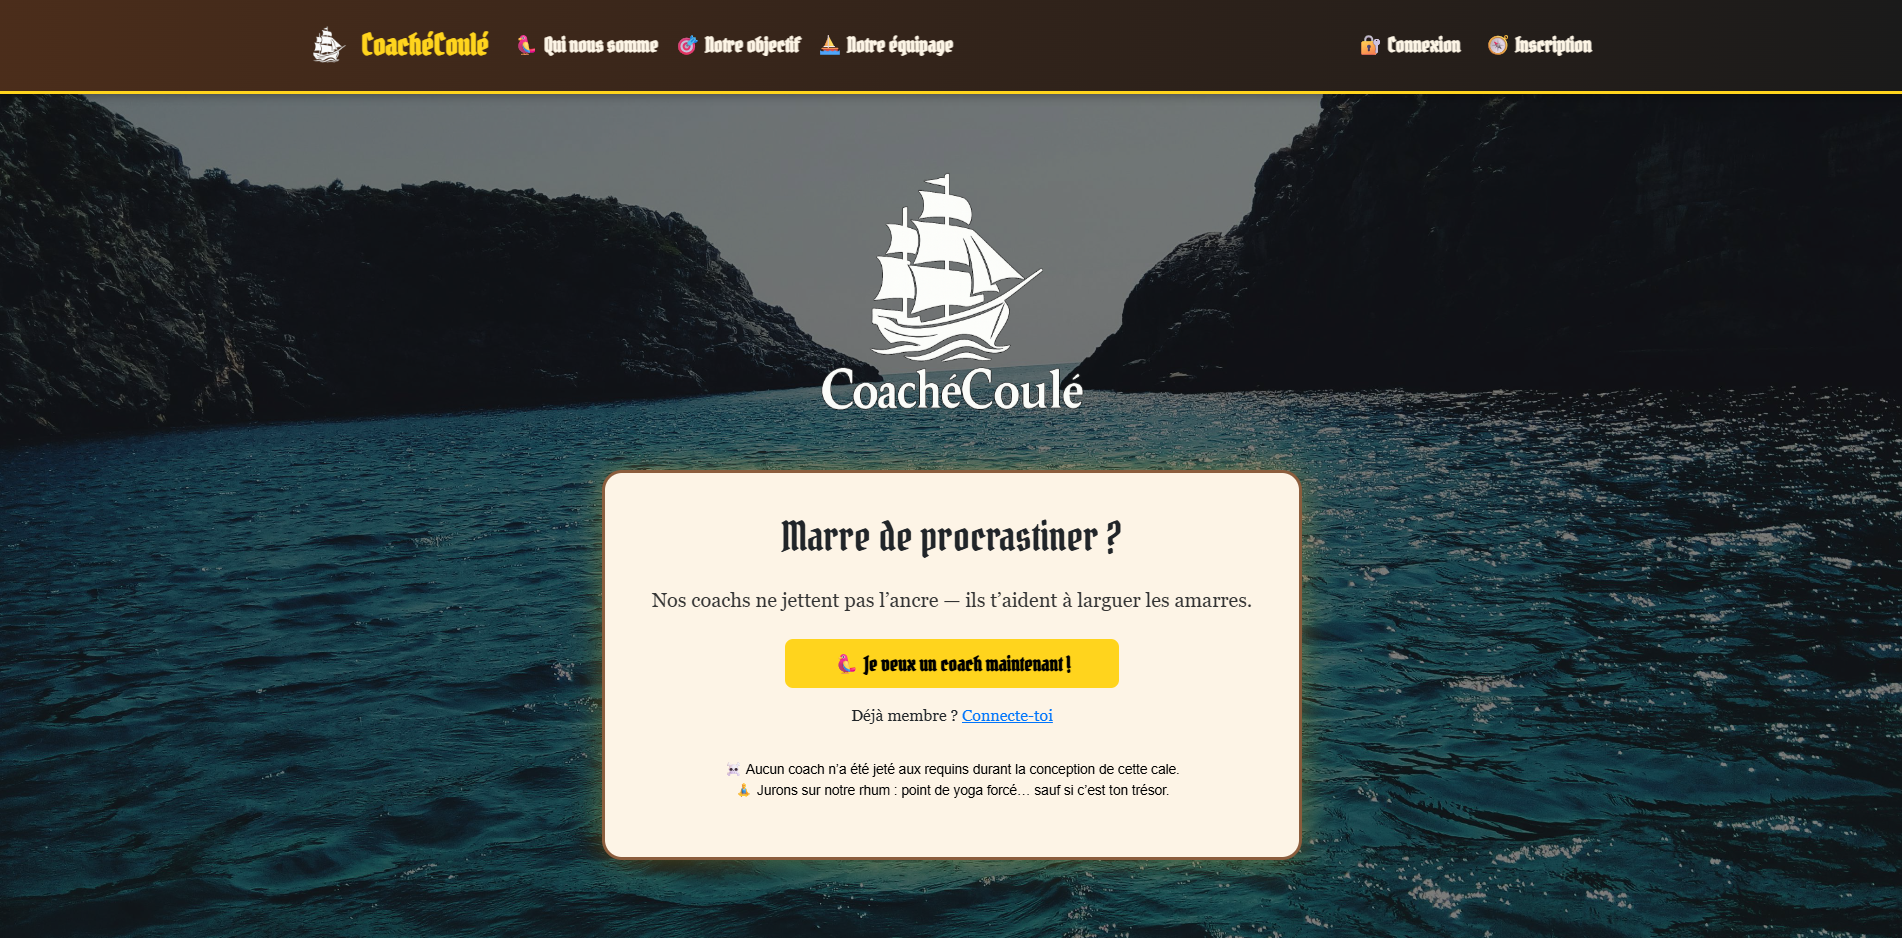 CoachéCoulé
Qui nous somme
Notre objectif
Notre équipage
Connexion
Inscription
CoachéCoulé
Marre de procrastiner ?
Nos coachs ne jettent pas l’ancre — ils t’aident à larguer les amarres.
Je veux un coach maintenant !
Déjà membre ? Connecte-toi
Aucun coach n’a été jeté aux requins durant la conception de cette cale.
Jurons sur notre rhum : point de yoga forcé… sauf si c’est ton trésor.